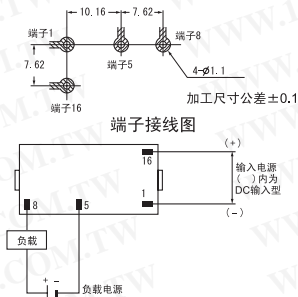 10.16
7.62
端子1
端子8
7.62
端子5
4-ø1.1
端子16
加工尺寸公差±0.1
端子接线图
(+)
16
输入电源
( )内为
DC输入型
1
(-)
8
5
负载
+ -
负载电源